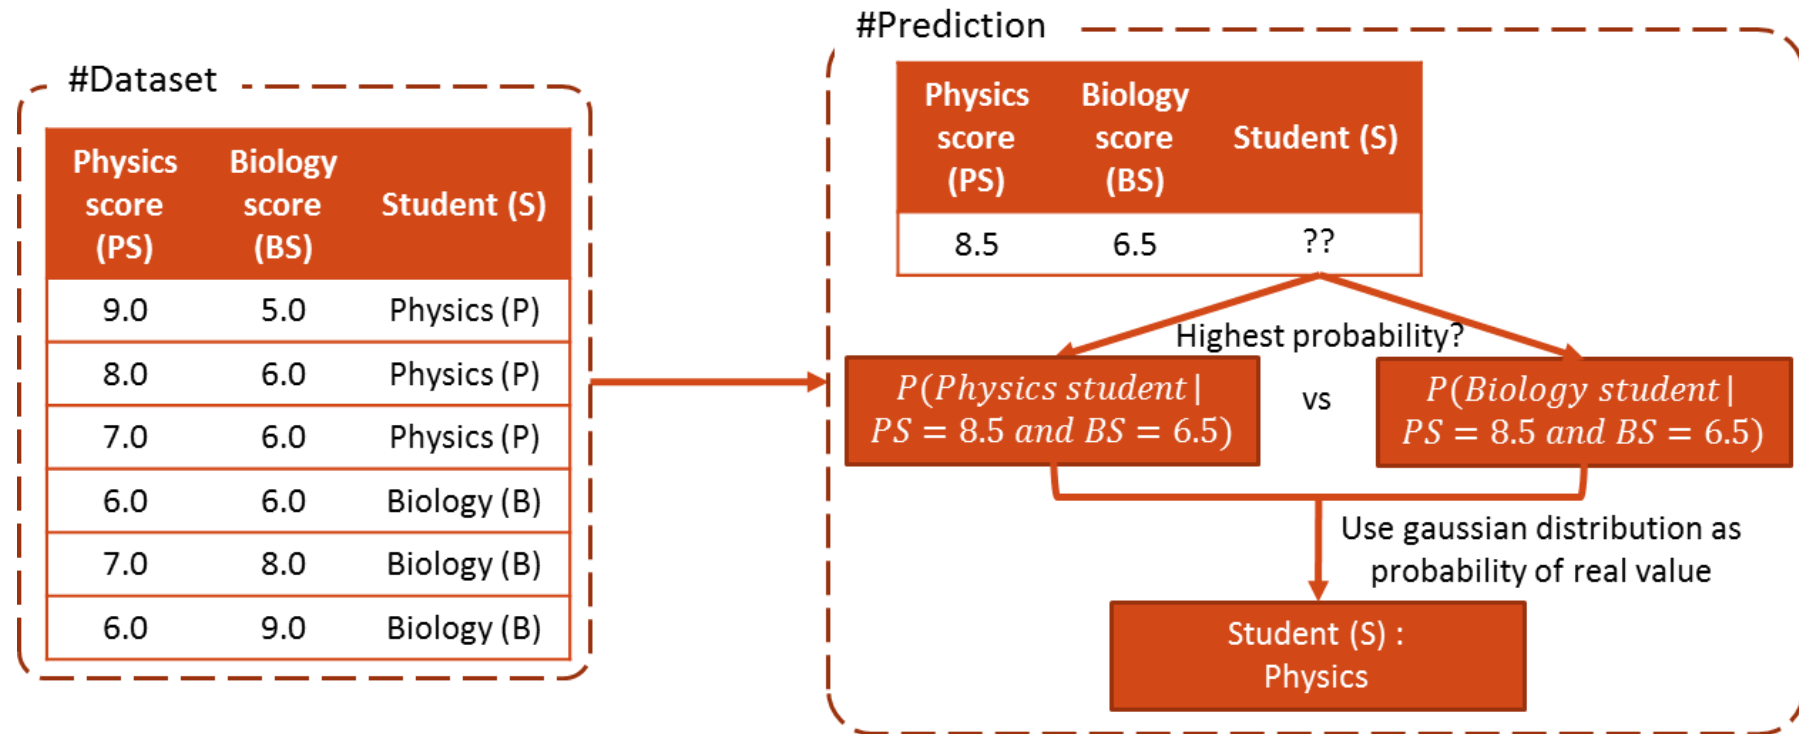 #Dataset
Physics score (PS) Biology score (BS) Student (S)
9.0 5.0 Physics (P)
8.0 6.0 Physics (P)
7.0 6.0 Physics (P)
6.0 6.0 Biology (B)
7.0 8.0 Biology (B)
6.0 9.0 Biology (B)
#Prediction
Physics score (PS) Biology score (BS) Student (S)
8.5 6.5 ??
Highest probability?
P(Physics student|
PS = 8.5 and BS = 6.5)
vs
P(Biology student|
PS = 8.5 and BS = 6.5)
Use gaussian distribution as
probability of real value
Student (S) :
Physics